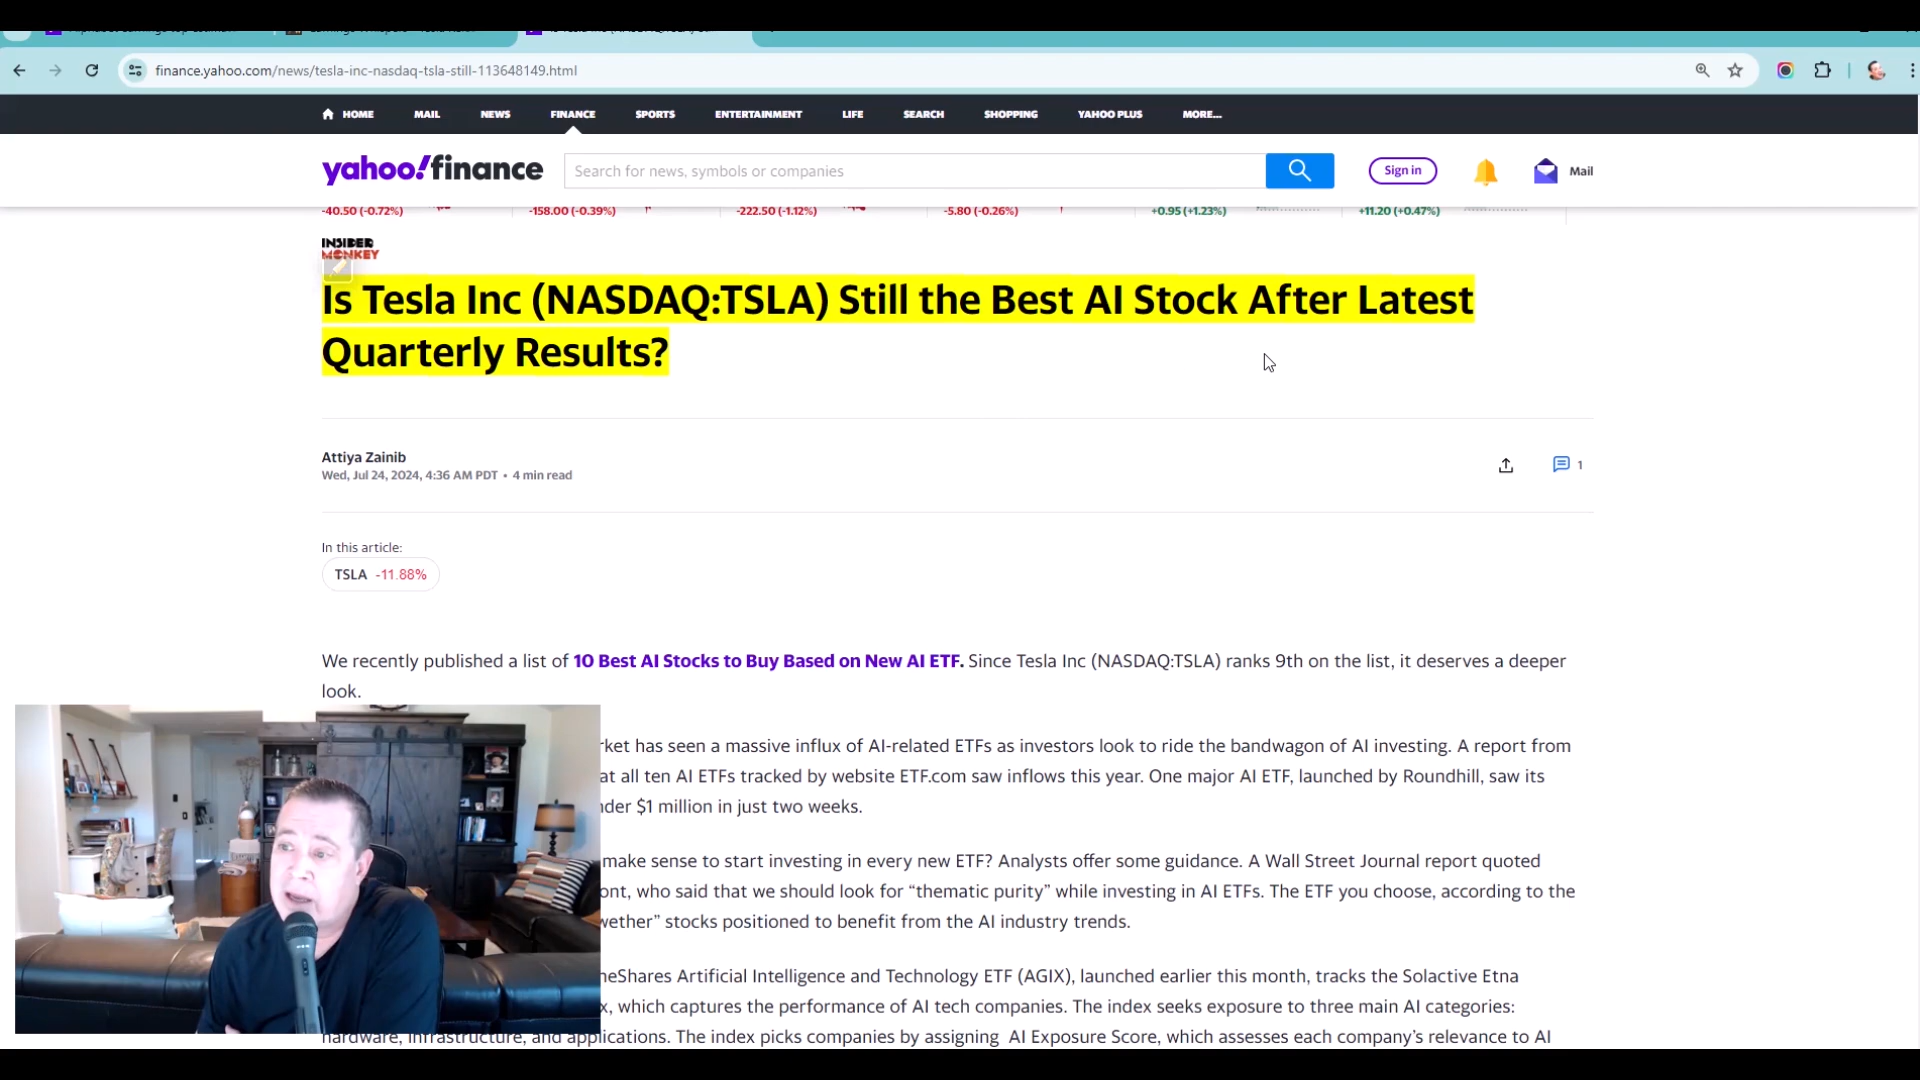 finance.yahoo.com/news/tesla-inc-nasdaq-tsla-still-113648149.html
HOME MAIL NEWS FINANCE SPORTS ENTERTAINMENT LIFE SEARCH SHOPPING YAHOO PLUS MORE...
yahoo!finance Search for news, symbols or companies Sign in Mail
-40.50 (-0.72%) -158.00 (-0.39%) -222.50 (-1.12%) -5.80 (-0.26%) +0.95 (+1.23%) +11.20 (+0.47%)
INSIDER
MONKEY
Is Tesla Inc (NASDAQ:TSLA) Still the Best AI Stock After Latest
Quarterly Results?
Attiya Zainib
Wed, Jul 24, 2024, 4:36 AM PDT • 4 min read
1
In this article:
TSLA -11.88%
We recently published a list of 10 Best AI Stocks to Buy Based on New AI ETF. Since Tesla Inc (NASDAQ:TSLA) ranks 9th on the list, it deserves a deeper
look.
rket has seen a massive influx of AI-related ETFs as investors look to ride the bandwagon of AI investing. A report from
at all ten AI ETFs tracked by website ETF.com saw inflows this year. One major AI ETF, launched by Roundhill, saw its
der $1 million in just two weeks.
make sense to start investing in every new ETF? Analysts offer some guidance. A Wall Street Journal report quoted
ont, who said that we should look for “thematic purity” while investing in AI ETFs. The ETF you choose, according to the
wether” stocks positioned to benefit from the AI industry trends.
neShares Artificial Intelligence and Technology ETF (AGIX), launched earlier this month, tracks the Solactive Etna
x, which captures the performance of AI tech companies. The index seeks exposure to three main AI categories:
hardware, infrastructure, and applications. The index picks companies by assigning AI Exposure Score, which assesses each company’s relevance to AI